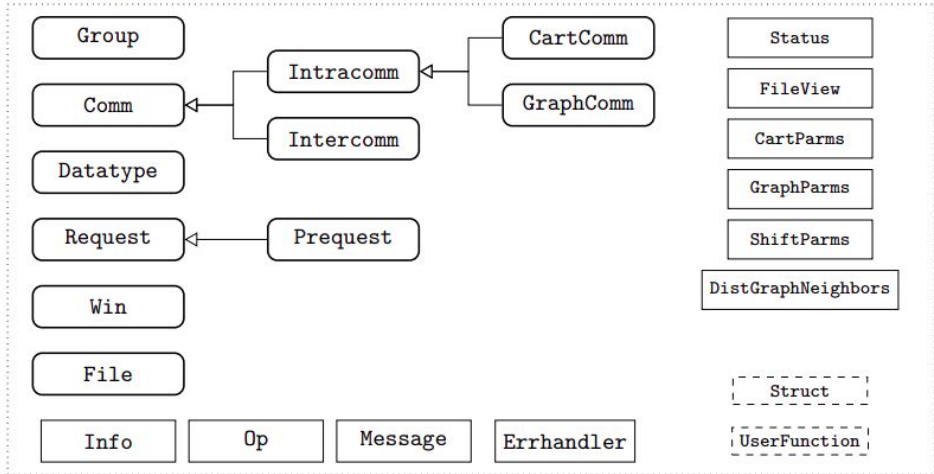 Group
CartComm
Status
Intracomm
FileView
Comm
GraphComm
CartParms
Intercomm
Datatype
GraphParms
Request
Prequest
ShiftParms
DistGraphNeighbors
Win
File
Struct
Info
Op
Message
Errhandler
UserFunction